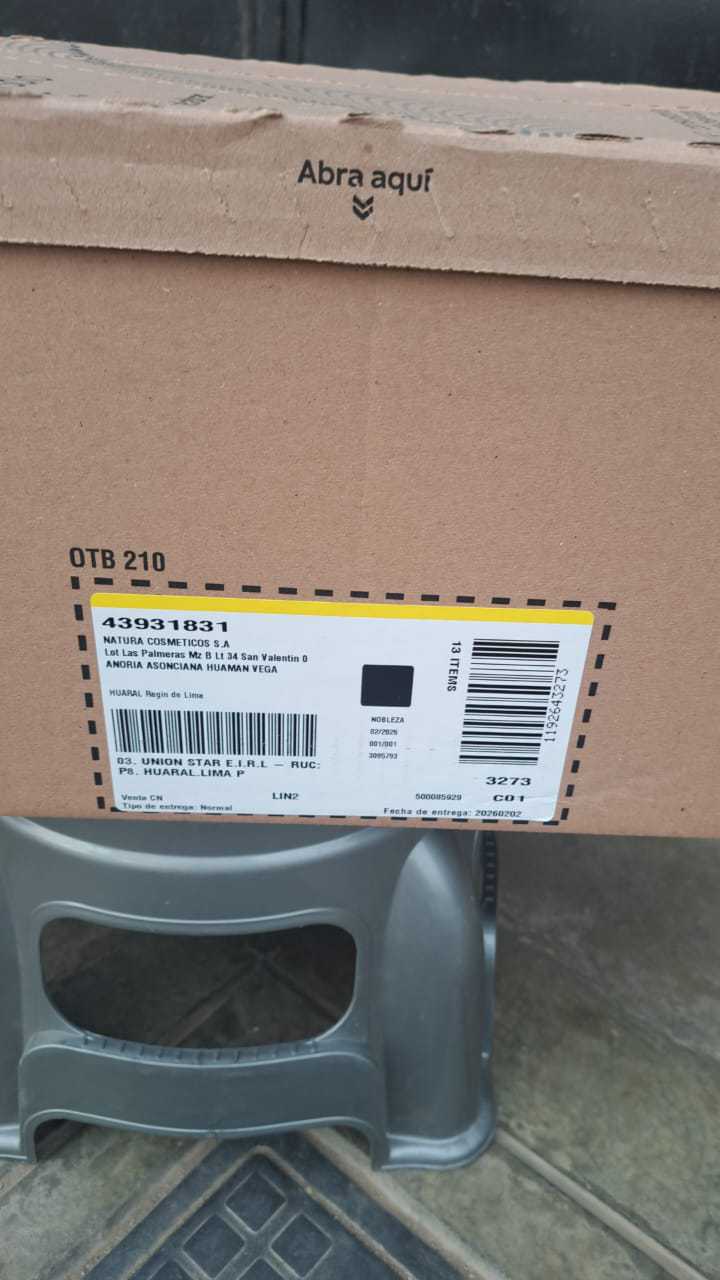 Abra aquí
OTB 210
43931831
NATURA COSMETICOS S.A
Lot Las Palmeras Mz B Lt 34 San Valentin 0
ANORIA ASONCIANA HUAMAN VEGA
HUARAL Regin de Lima
13 ITEMS
1192643273
NOBLEZA
02/2026
001/001
3095793
03. UNION STAR E.I.R.L – RUC:
P8. HUARAL.LIMA P
3273
Venta CN
LIN2
500085929
C01
Tipo de entrega: Normal
Fecha de entrega: 20260202